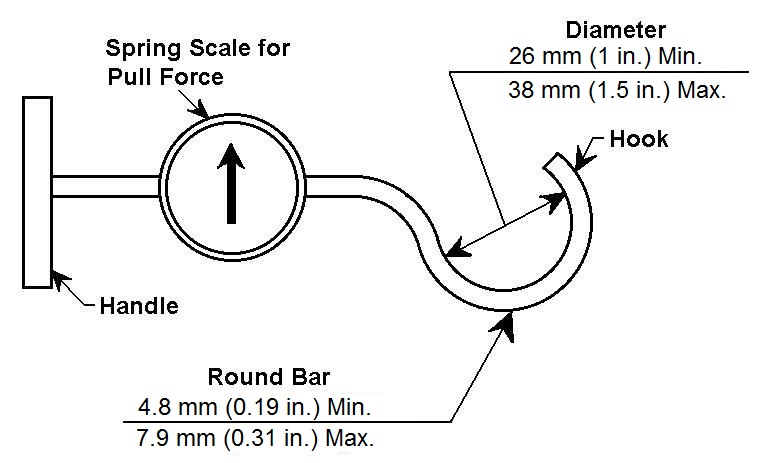 Diameter
26 mm (1 in.) Min.
38 mm (1.5 in.) Max.
Spring Scale for
Pull Force
Hook
Handle
Round Bar
4.8 mm (0.19 in.) Min.
7.9 mm (0.31 in.) Max.